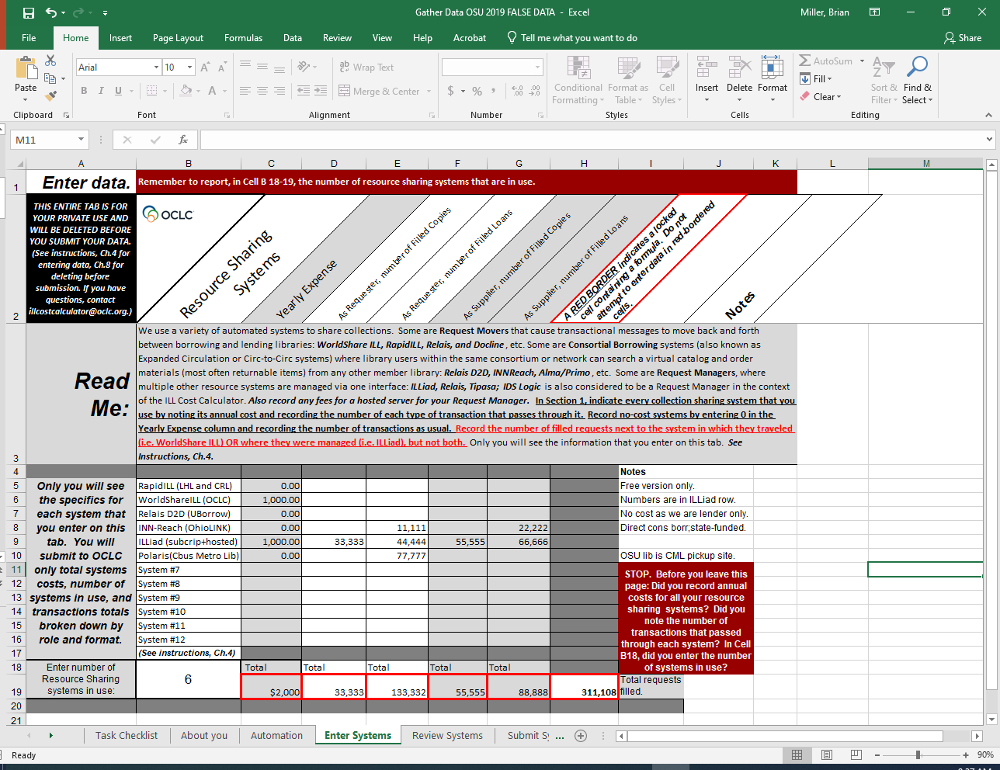 Gather Data OSU 2019 FALSE DATA - Excel
Miller, Brian
File
Home
Insert
Page Layout
Formulas
Data
Review
View
Help
Acrobat
Tell me what you want to do
Share
Paste
Clipboard
Arial
10
B I U
A
Font
Wrap Text
Merge & Center
Alignment
$ %
Number
Conditional Formatting
Format as Table
Cell Styles
Styles
Insert
Delete
Format
Cells
AutoSum
Fill
Clear
Sort & Filter
Find & Select
Editing
M11
fx
A B C D E F G H I J K L M
1 Enter data. Remember to report, in Cell B 18-19, the number of resource sharing systems that are in use.
THIS ENTIRE TAB IS FOR
YOUR PRIVATE USE AND
WILL BE DELETED BEFORE
YOU SUBMIT YOUR DATA.
(See instructions, Ch.4 for
entering data, Ch.8 for
deleting before
submission. If you have
questions, contact
illcostcalculator@oclc.org.)
2
OCLC
Resource Sharing
Systems
Yearly Expense
As Requester, number of Filled Copies
As Requester, number of Filled Loans
As Supplier, number of Filled Copies
As Supplier, number of Filled Loans
A RED BORDER indicates a locked
cell containing a formula. Do not
attempt to enter data in red-bordered
cells.
Notes
Read
Me:
3
We use a variety of automated systems to share collections. Some are Request Movers that cause transactional messages to move back and forth
between borrowing and lending libraries: WorldShare ILL, RapidILL, Relais, and Docline, etc. Some are Consortial Borrowing systems (also known as
Expanded Circulation or Circ-to-Circ systems) where library users within the same consortium or network can search a virtual catalog and order
materials (most often returnable items) from any other member library: Relais D2D, INNReach, Alma/Primo, etc. Some are Request Managers, where
multiple other resource systems are managed via one interface: ILLiad, Relais, Tipasa; IDS Logic is also considered to be a Request Manager in the context
of the ILL Cost Calculator. Also record any fees for a hosted server for your Request Manager. In Section 1, indicate every collection sharing system that you
use by noting its annual cost and recording the number of each type of transaction that passes through it. Record no-cost systems by entering 0 in the
Yearly Expense column and recording the number of transactions as usual. Record the number of filled requests next to the system in which they traveled
(i.e. WorldShare ILL) OR where they were managed (i.e. ILLiad), but not both. Only you will see the information that you enter on this tab. See
Instructions, Ch.4.
4 Notes
Only you will see
the specifics for
each system that
you enter on this
tab. You will
submit to OCLC
only total systems
costs, number of
systems in use, and
transactions totals
broken down by
role and format.
5 RapidILL (LHL and CRL) 0.00 Free version only.
6 WorldShareILL (OCLC) 1,000.00 Numbers are in ILLiad row.
7 Relais D2D (UBorrow) 0.00 No cost as we are lender only.
8 INN-Reach (OhioLINK) 0.00 11,111 22,222 Direct cons borr;state-funded.
9 ILLiad (subcrip+hosted) 1,000.00 33,333 44,444 55,555 66,666
10 Polaris(Cbus Metro Lib) 0.00 77,777 OSU lib is CML pickup site.
11 System #7
12 System #8
13 System #9
14 System #10
15 System #11
16 System #12
17 (See instructions, Ch.4)
STOP. Before you leave this
page: Did you record annual
costs for all your resource
sharing systems? Did you
note the number of
transactions that passed
through each system? In Cell
B18, did you enter the number
of systems in use?
Enter number of
Resource Sharing
systems in use:
6
18 Total Total Total Total Total
19 $2,000 33,333 133,332 55,555 88,888 311,108
Total requests
filled.
20
21
Task Checklist
About you
Automation
Enter Systems
Review Systems
Submit Sy ...
Ready
90%